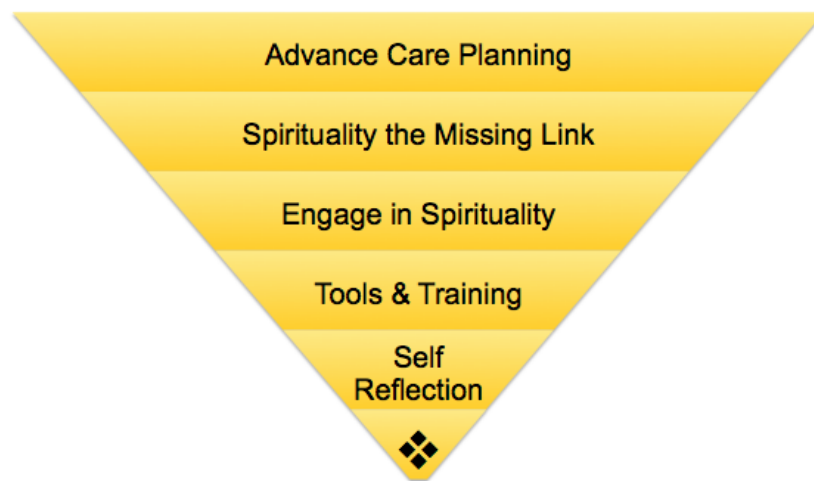 Advance Care Planning
Spirituality the Missing Link
Engage in Spirituality
Tools & Training
Self
Reflection
❖